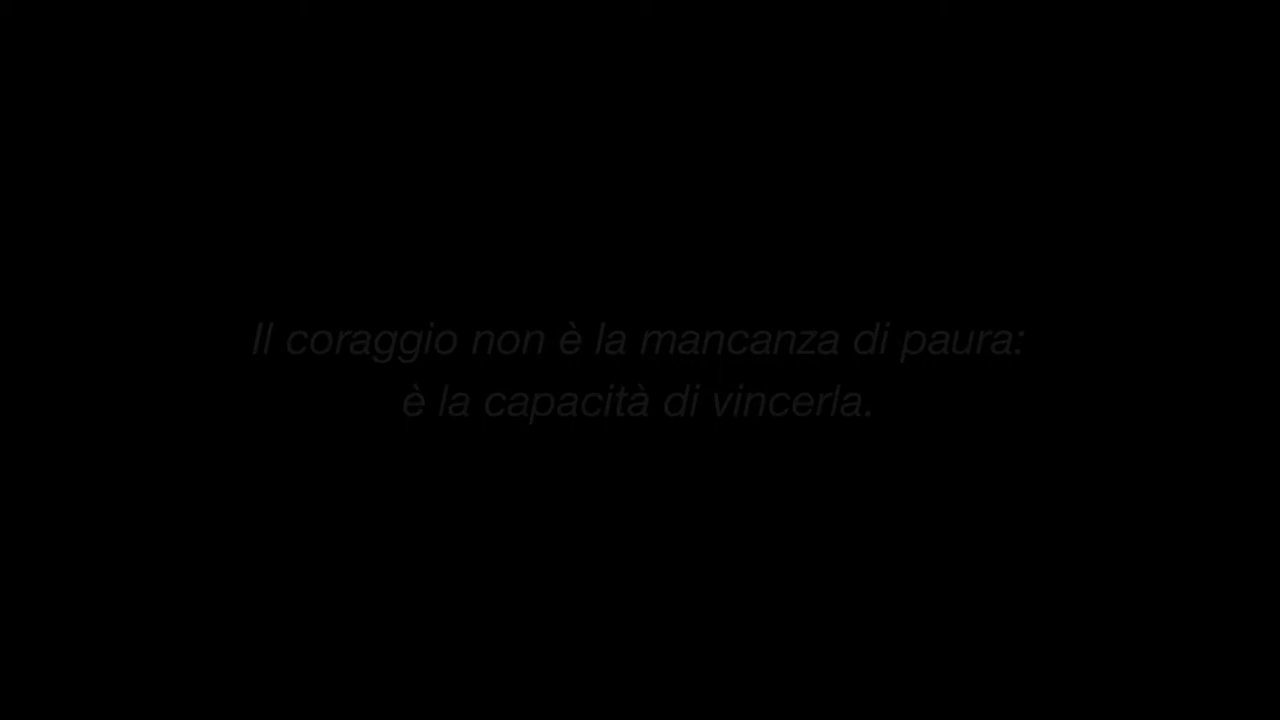 Il coraggio non è la mancanza di paura:
è la capacità di vincerla.